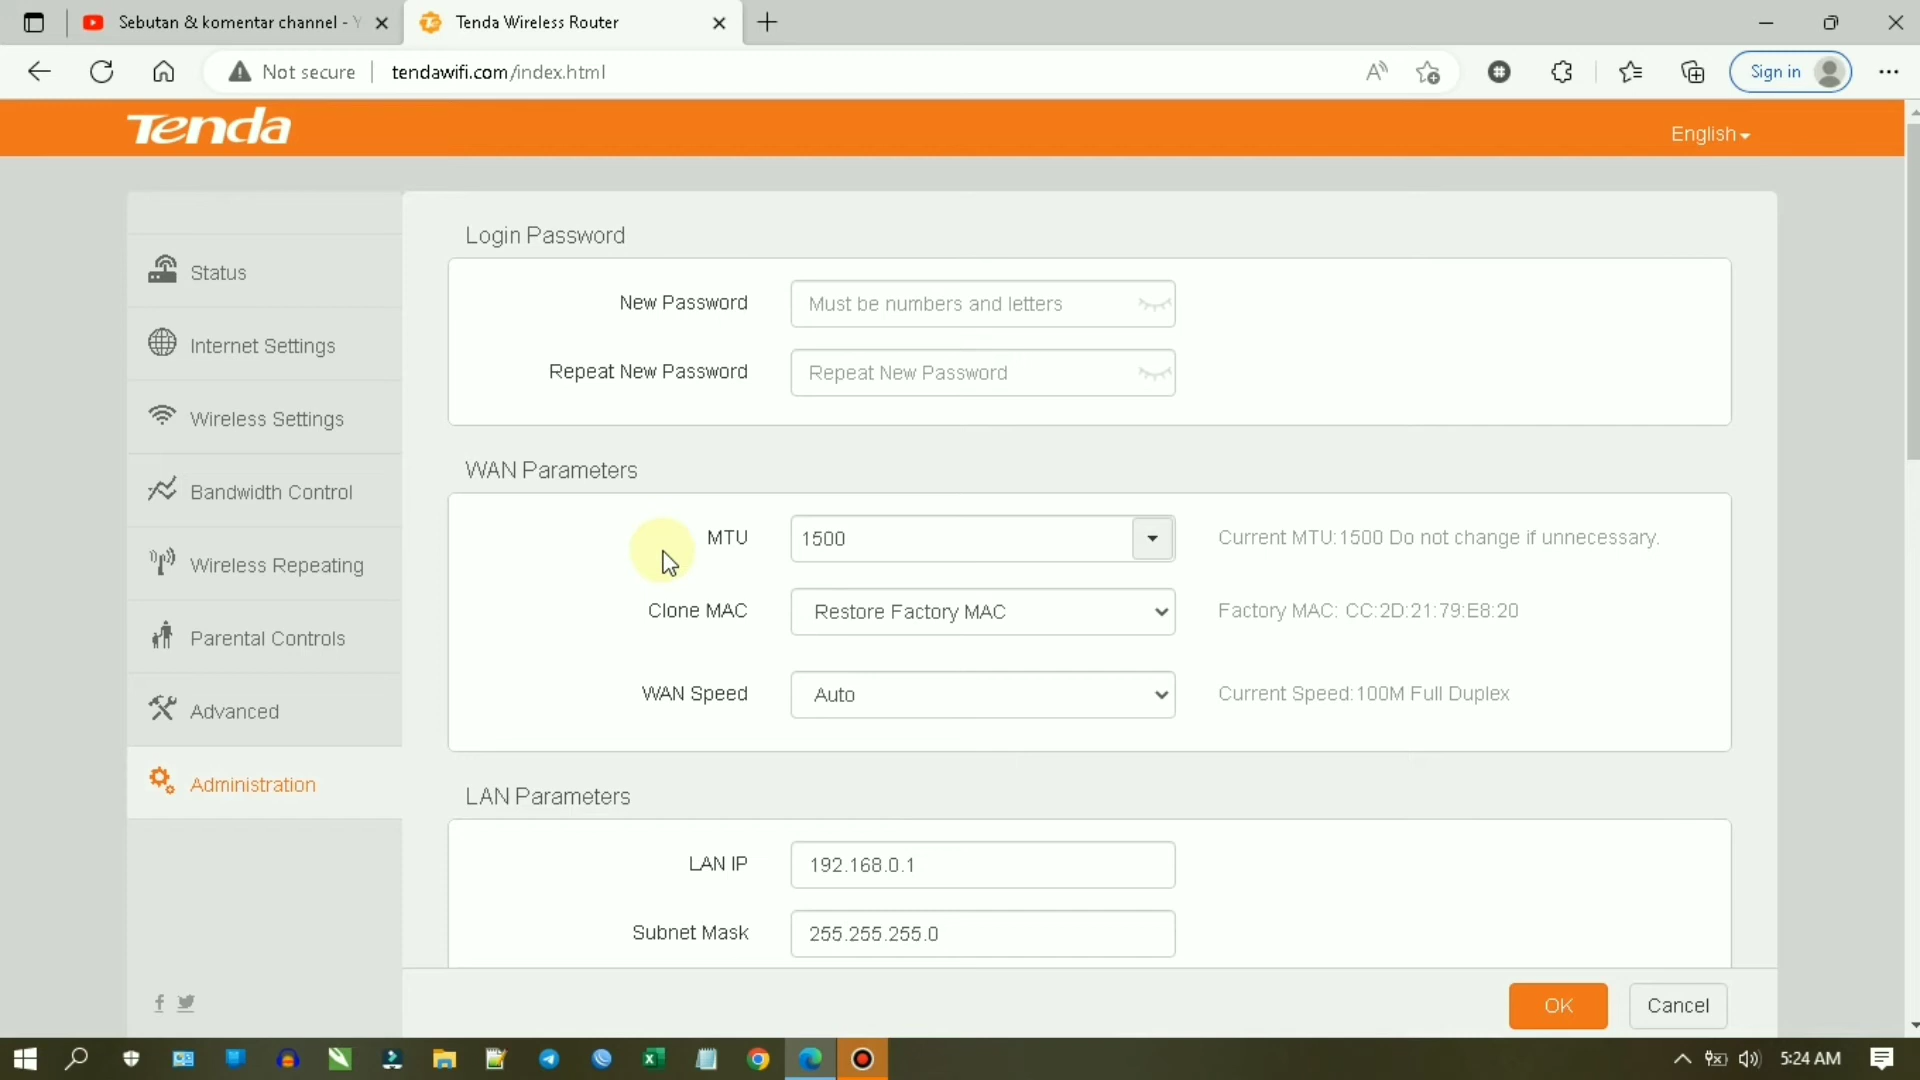 Sebutan & komentar channel - Y
Tenda Wireless Router
Not secure
tendawifi.com/index.html
Sign in
Tenda
English
Status
Internet Settings
Wireless Settings
Bandwidth Control
Wireless Repeating
Parental Controls
Advanced
Administration
Login Password
New Password Must be numbers and letters
Repeat New Password Repeat New Password
WAN Parameters
MTU 1500 Current MTU:1500 Do not change if unnecessary.
Clone MAC Restore Factory MAC Factory MAC: CC:2D:21:79:E8:20
WAN Speed Auto Current Speed:100M Full Duplex
LAN Parameters
LAN IP 192.168.0.1
Subnet Mask 255.255.255.0
OK Cancel
5:24 AM